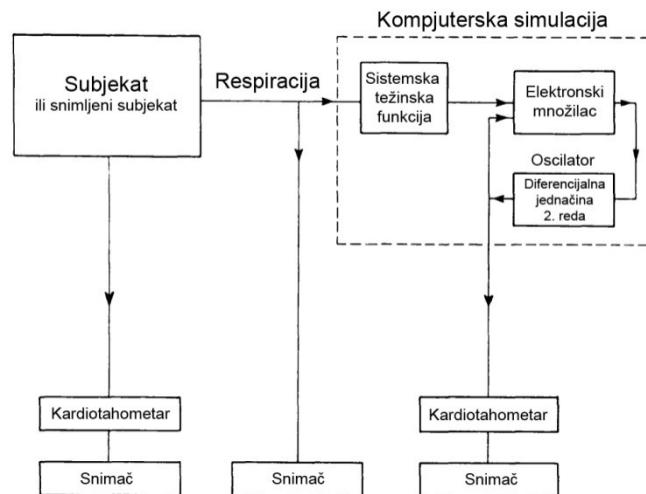 Kompjuterska simulacija
Subjekat
ili snimljeni subjekat
Respiracija
Sistemska
težinska
funkcija
Elektronski
množilac
Oscilator
Diferencijalna
jednačina
2. reda
Kardiotahometar
Kardiotahometar
Snimač
Snimač
Snimač